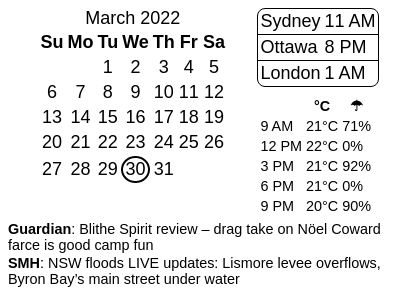 March 2022
Su Mo Tu We Th Fr Sa
1 2 3 4 5
6 7 8 9 10 11 12
13 14 15 16 17 18 19
20 21 22 23 24 25 26
27 28 29 30 31
Sydney 11 AM
Ottawa 8 PM
London 1 AM
°C ☂
9 AM 21°C 71%
12 PM 22°C 0%
3 PM 21°C 92%
6 PM 21°C 0%
9 PM 20°C 90%
Guardian: Blithe Spirit review – drag take on Nöel Coward
farce is good camp fun
SMH: NSW floods LIVE updates: Lismore levee overflows,
Byron Bay’s main street under water